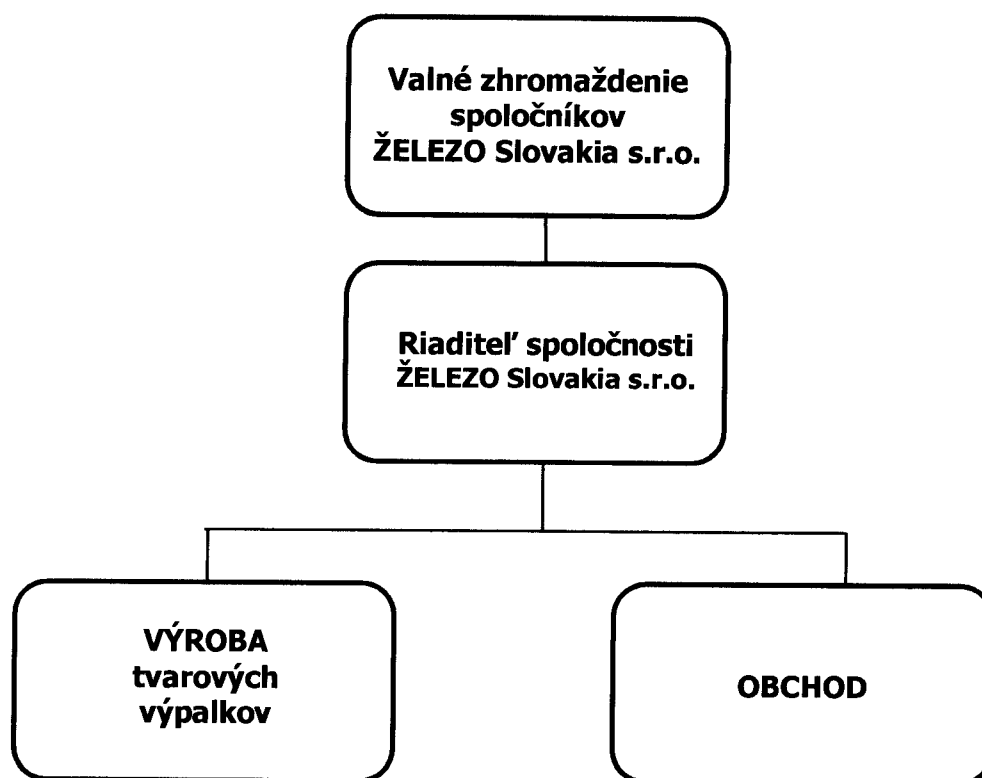 Valné zhromaždenie
spoločníkov
ŽELEZO Slovakia s.r.o.
Riaditeľ spoločnosti
ŽELEZO Slovakia s.r.o.
VÝROBA
tvarových
výpalkov
OBCHOD